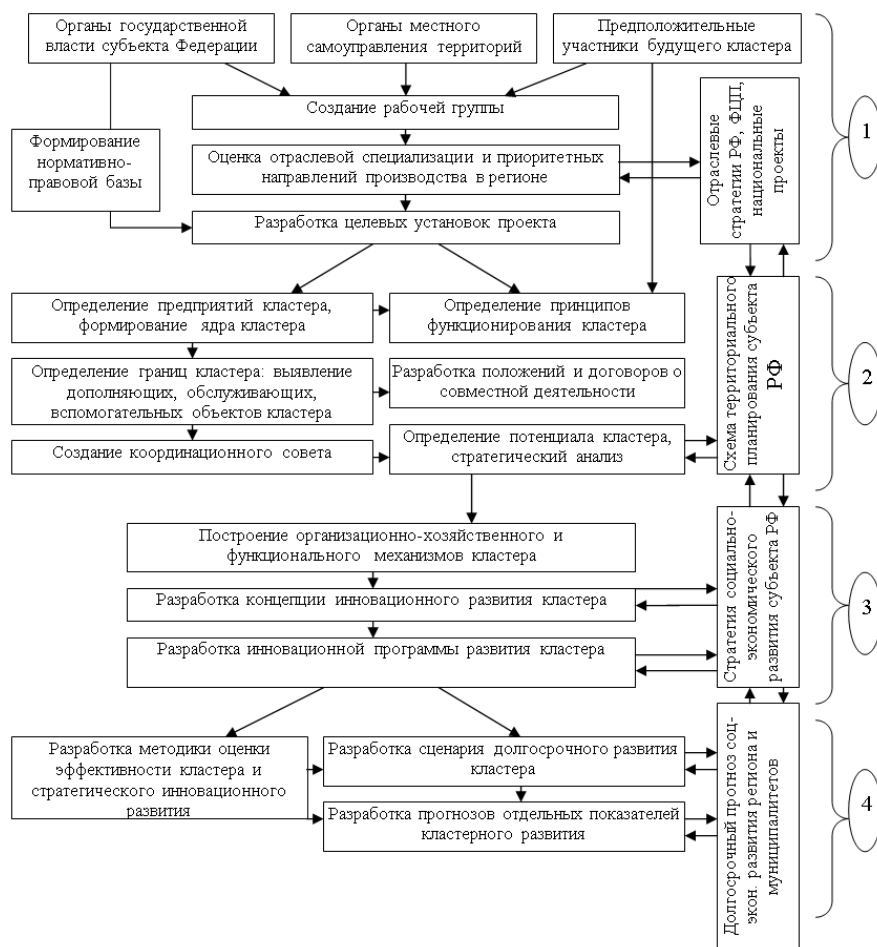 Органы государственной
власти субъекта Федерации
Органы местного
самоуправления территорий
Предположительные
участники будущего кластера
Создание рабочей группы
Формирование
нормативно-
правовой базы
Оценка отраслевой специализации и приоритетных
направлений производства в регионе
Отраслевые
стратегии РФ, ФЦП,
национальные
проекты
1
Разработка целевых установок проекта
Определение предприятий кластера,
формирование ядра кластера
Определение принципов
функционирования кластера
Определение границ кластера: выявление
дополняющих, обслуживающих,
вспомогательных объектов кластера
Разработка положений и договоров о
совместной деятельности
Создание координационного совета
Определение потенциала кластера,
стратегический анализ
Схема территориального
планирования субъекта
РФ
2
Построение организационно-хозяйственного и
функционального механизмов кластера
Разработка концепции инновационного развития кластера
Разработка инновационной программы развития кластера
Стратегия социально-
экономического
развития субъекта РФ
3
Разработка методики оценки
эффективности кластера и
стратегического инновационного
развития
Разработка сценария долгосрочного развития
кластера
Разработка прогнозов отдельных показателей
кластерного развития
Долгосрочный прогноз соц-
экон. развития региона и
муниципалитетов
4